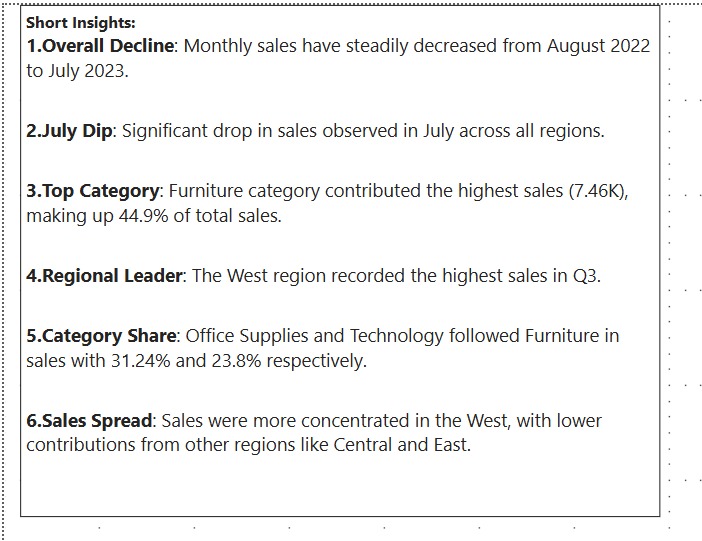 Short Insights:
1.Overall Decline: Monthly sales have steadily decreased from August 2022
to July 2023.
2.July Dip: Significant drop in sales observed in July across all regions.
3.Top Category: Furniture category contributed the highest sales (7.46K),
making up 44.9% of total sales.
4.Regional Leader: The West region recorded the highest sales in Q3.
5.Category Share: Office Supplies and Technology followed Furniture in
sales with 31.24% and 23.8% respectively.
6.Sales Spread: Sales were more concentrated in the West, with lower
contributions from other regions like Central and East.